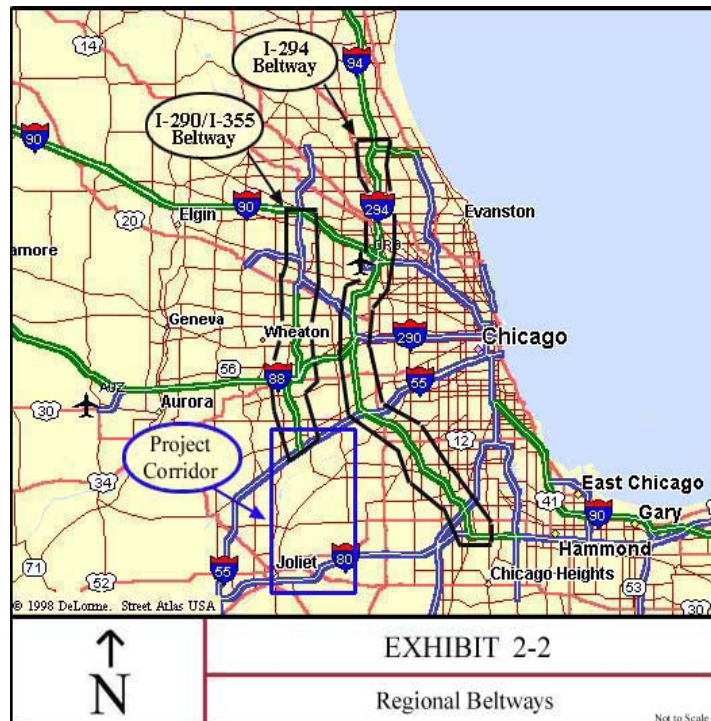 14
I-294
Beltway
94
I-290/I-355
Beltway
90
Elgin
90
294
Evanston
20
amore
ORD
Geneva
Wheaton
290
Chicago
56
88
55
30
Aurora
12
Project
Corridor
34
41
East Chicago
90
Gary
Hammond
Joliet
80
55
Chicago Heights
71
52
53
30
© 1998 DeLorme. Street Atlas USA
N
EXHIBIT 2-2
Regional Beltways
Not to Scale